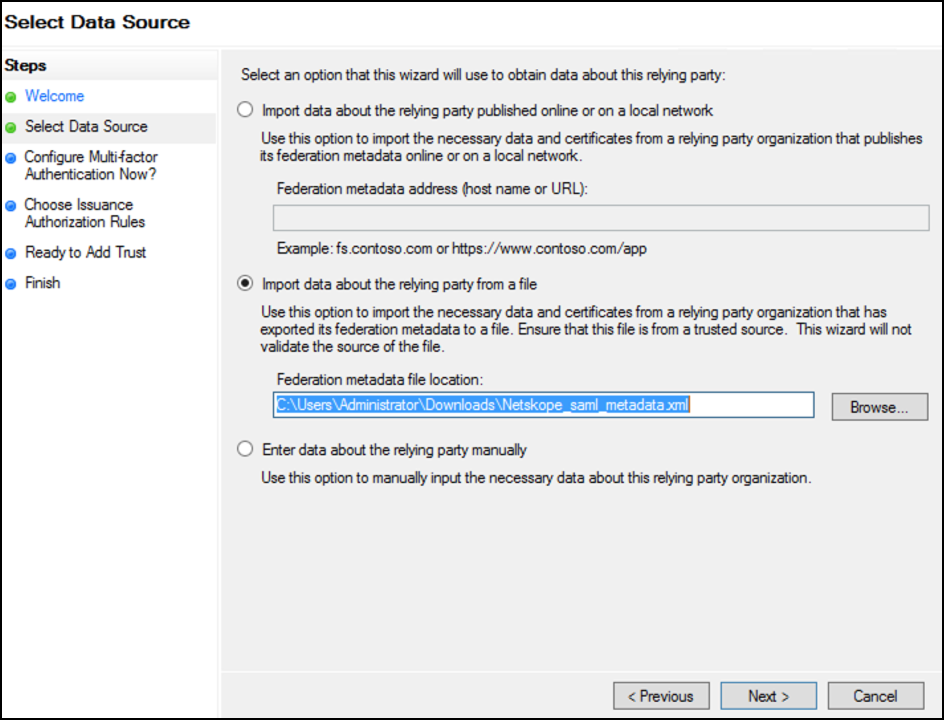 Select Data Source
Steps
Welcome
Select Data Source
Configure Multi-factor
Authentication Now?
Choose Issuance
Authorization Rules
Ready to Add Trust
Finish
Select an option that this wizard will use to obtain data about this relying party:
Import data about the relying party published online or on a local network
Use this option to import the necessary data and certificates from a relying party organization that publishes
its federation metadata online or on a local network.
Federation metadata address (host name or URL):
Example: fs.contoso.com or https://www.contoso.com/app
Import data about the relying party from a file
Use this option to import the necessary data and certificates from a relying party organization that has
exported its federation metadata to a file. Ensure that this file is from a trusted source.  This wizard will not
validate the source of the file.
Federation metadata file location:
C:\Users\Administrator\Downloads\Netskope_saml_metadata.xml
Browse...
Enter data about the relying party manually
Use this option to manually input the necessary data about this relying party organization.
< Previous
Next >
Cancel